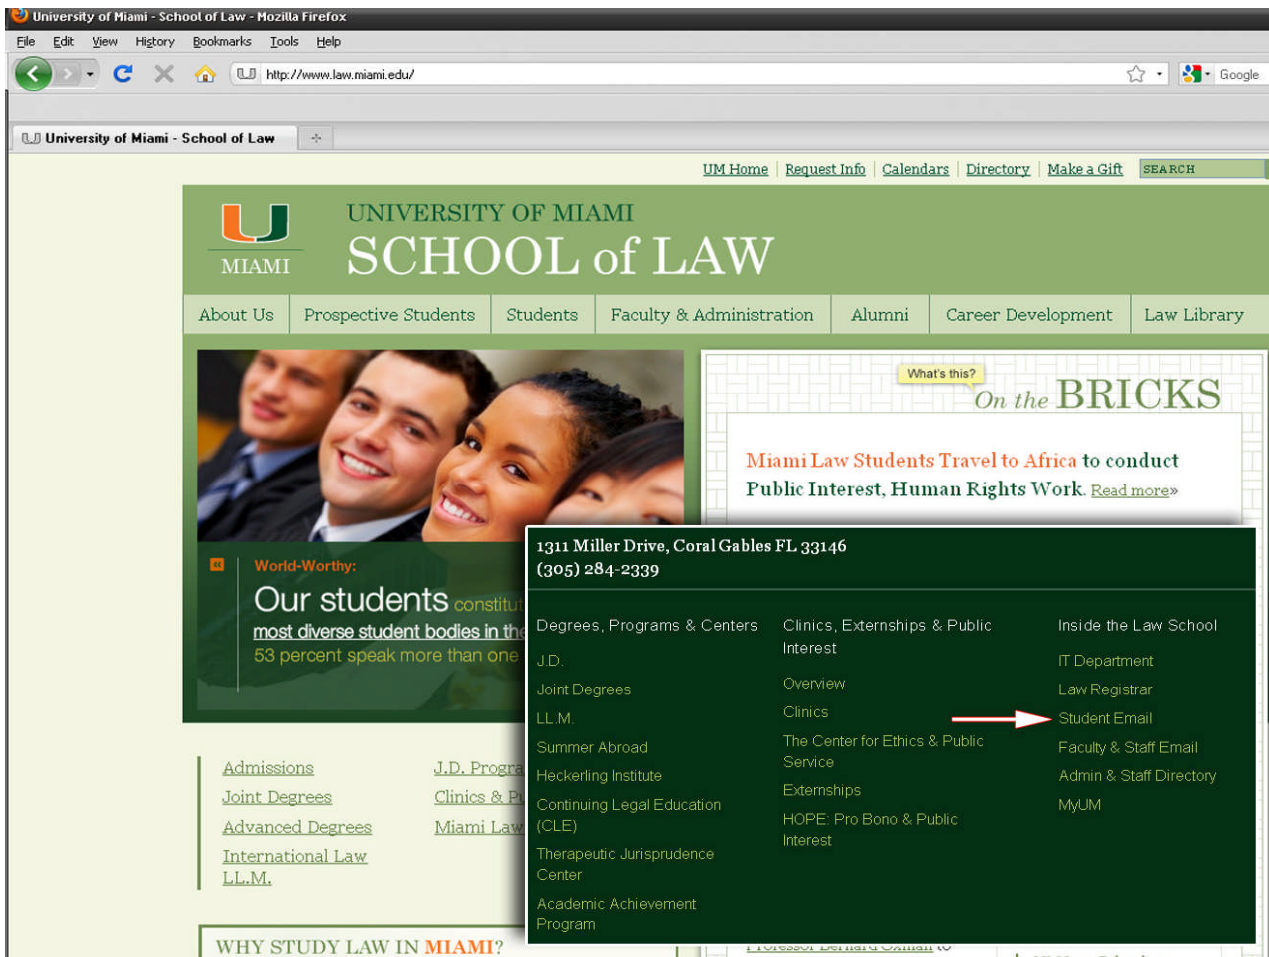 University of Miami - School of Law - Mozilla Firefox
File Edit View History Bookmarks Tools Help
http://www.law.miami.edu/
Google
University of Miami - School of Law
UM Home Request Info Calendars Directory Make a Gift SEARCH
MIAMI
UNIVERSITY OF MIAMI
SCHOOL of LAW
About Us Prospective Students Students Faculty & Administration Alumni Career Development Law Library
What's this?
On the BRICKS
Miami Law Students Travel to Africa to conduct
Public Interest, Human Rights Work. Read more»
World-Worthy:
Our students
most diverse student bodies in the
53 percent speak more than one
Admissions
Joint Degrees
Advanced Degrees
International Law
LL.M.
J.D.
Clinics &
Miami Law
WHY STUDY LAW IN MIAMI?
1311 Miller Drive, Coral Gables FL 33146
(305) 284-2339
Degrees, Programs & Centers
J.D.
Joint Degrees
LL.M.
Summer Abroad
Heckerling Institute
Continuing Legal Education
(CLE)
Therapeutic Jurisprudence
Center
Academic Achievement
Program
Clinics, Externships & Public
Interest
Overview
Clinics
The Center for Ethics & Public
Service
Externships
HOPE: Pro Bono & Public
Interest
Inside the Law School
IT Department
Law Registrar
Student Email
Faculty & Staff Email
Admin & Staff Directory
MyUM